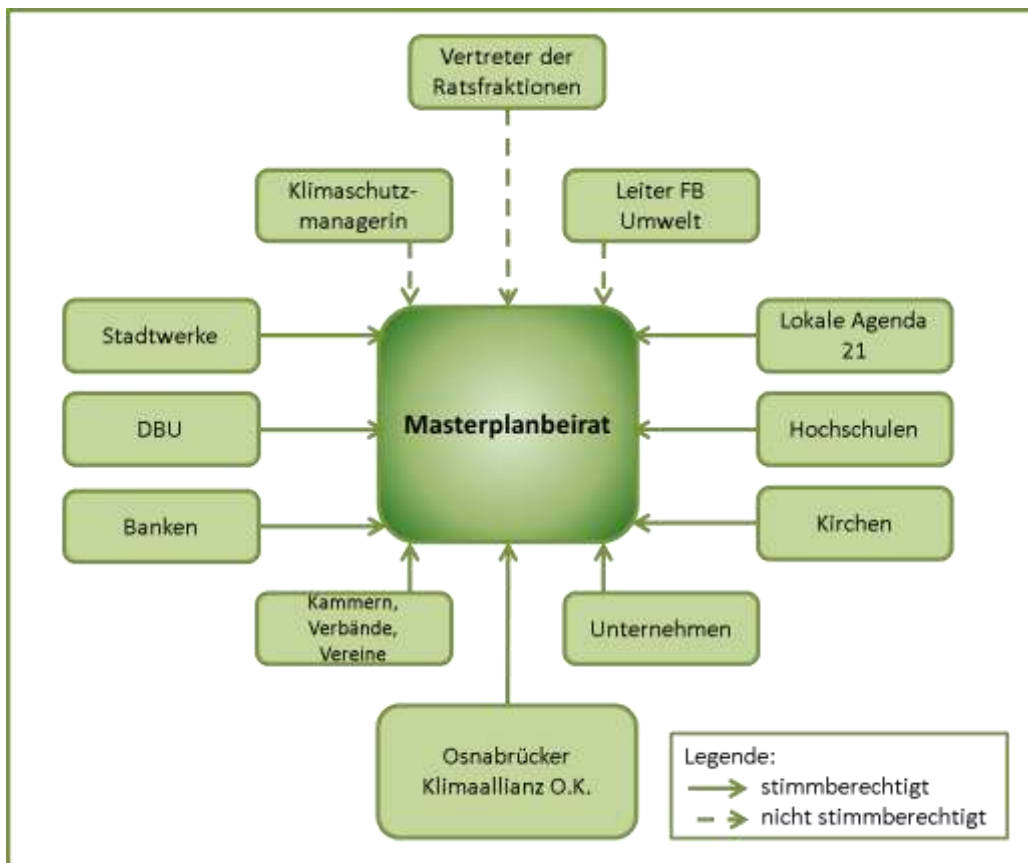 Vertreter der
Ratsfraktionen
Klimaschutz-
managerin
Leiter FB
Umwelt
Stadtwerke
Lokale Agenda
21
DBU
Masterplanbeirat
Hochschulen
Banken
Kirchen
Kammern,
Verbände,
Vereine
Unternehmen
Osnabrücker
Klimaallianz O.K.
Legende:
stimmberechtigt
nicht stimmberechtigt